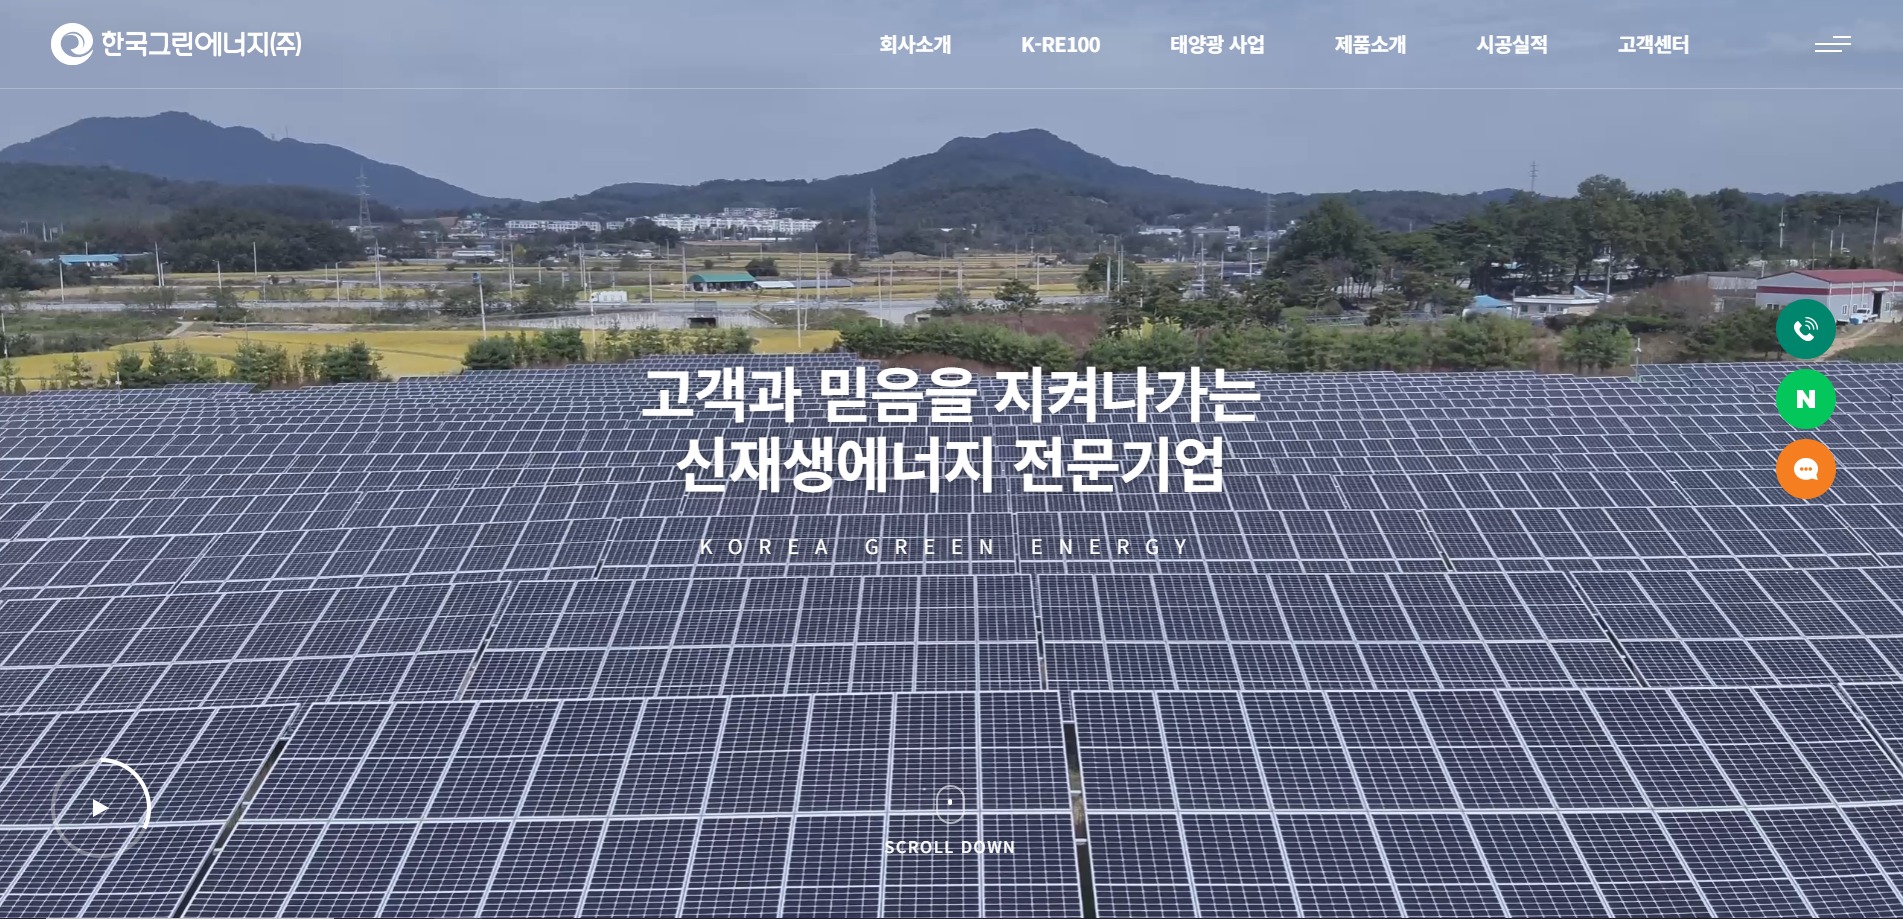 한국그린에너지(주)
회사소개
K-RE100
태양광 사업
제품소개
시공실적
고객센터
고객과 믿음을 지켜나가는
신재생에너지 전문기업
KOREA GREEN ENERGY
N
SCROLL DOWN